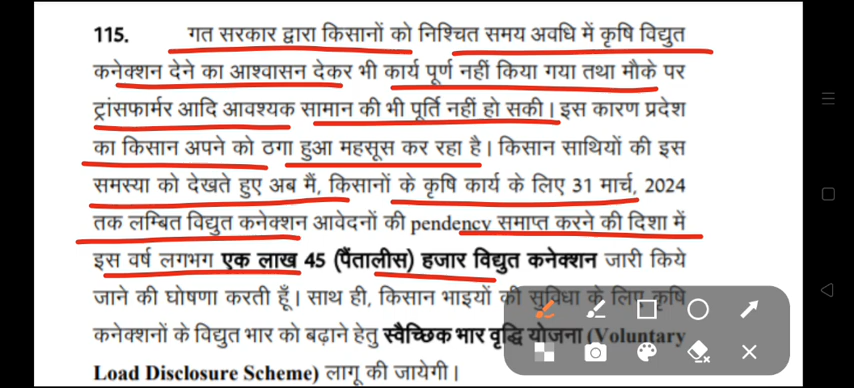 115. गत सरकार द्वारा किसानों को निश्चित समय अवधि में कृषि विद्युत
कनेक्शन देने का आश्वासन देकर भी कार्य पूर्ण नहीं किया गया तथा मौके पर
ट्रांसफार्मर आदि आवश्यक सामान की भी पूर्ति नहीं हो सकी। इस कारण प्रदेश
का किसान अपने को ठगा हुआ महसूस कर रहा है। किसान साथियों की इस
समस्या को देखते हुए अब मैं, किसानों के कृषि कार्य के लिए 31 मार्च, 2024
तक लम्बित विद्युत कनेक्शन आवेदनों की pendency समाप्त करने की दिशा में
इस वर्ष लगभग एक लाख 45 (पैंतालीस) हजार विद्युत कनेक्शन जारी किये
जाने की घोषणा करती हूँ। साथ ही, किसान भाइयों की सुविधा के लिए कृषि
कनेक्शनों के विद्युत भार को बढ़ाने हेतु स्वैच्छिक भार वृद्धि योजना (Voluntary
Load Disclosure Scheme) लागू की जायेगी।